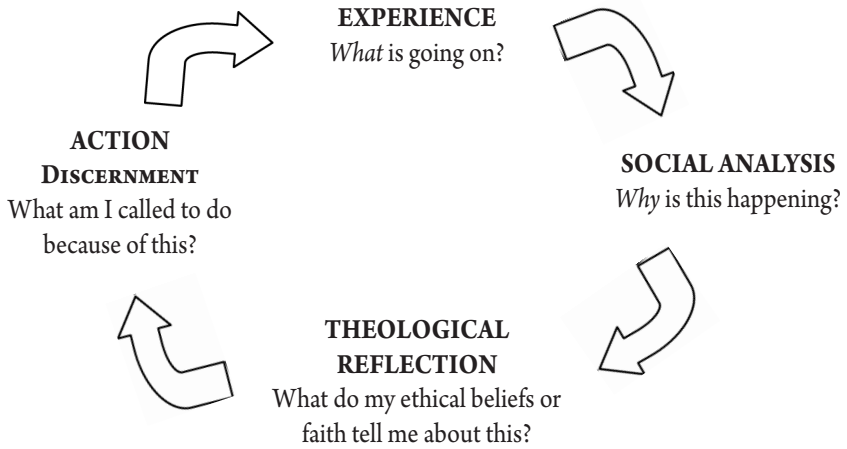 EXPERIENCE
What is going on?
SOCIAL ANALYSIS
Why is this happening?
THEOLOGICAL
REFLECTION
What do my ethical beliefs or
faith tell me about this?
ACTION
Discernment
What am I called to do
because of this?